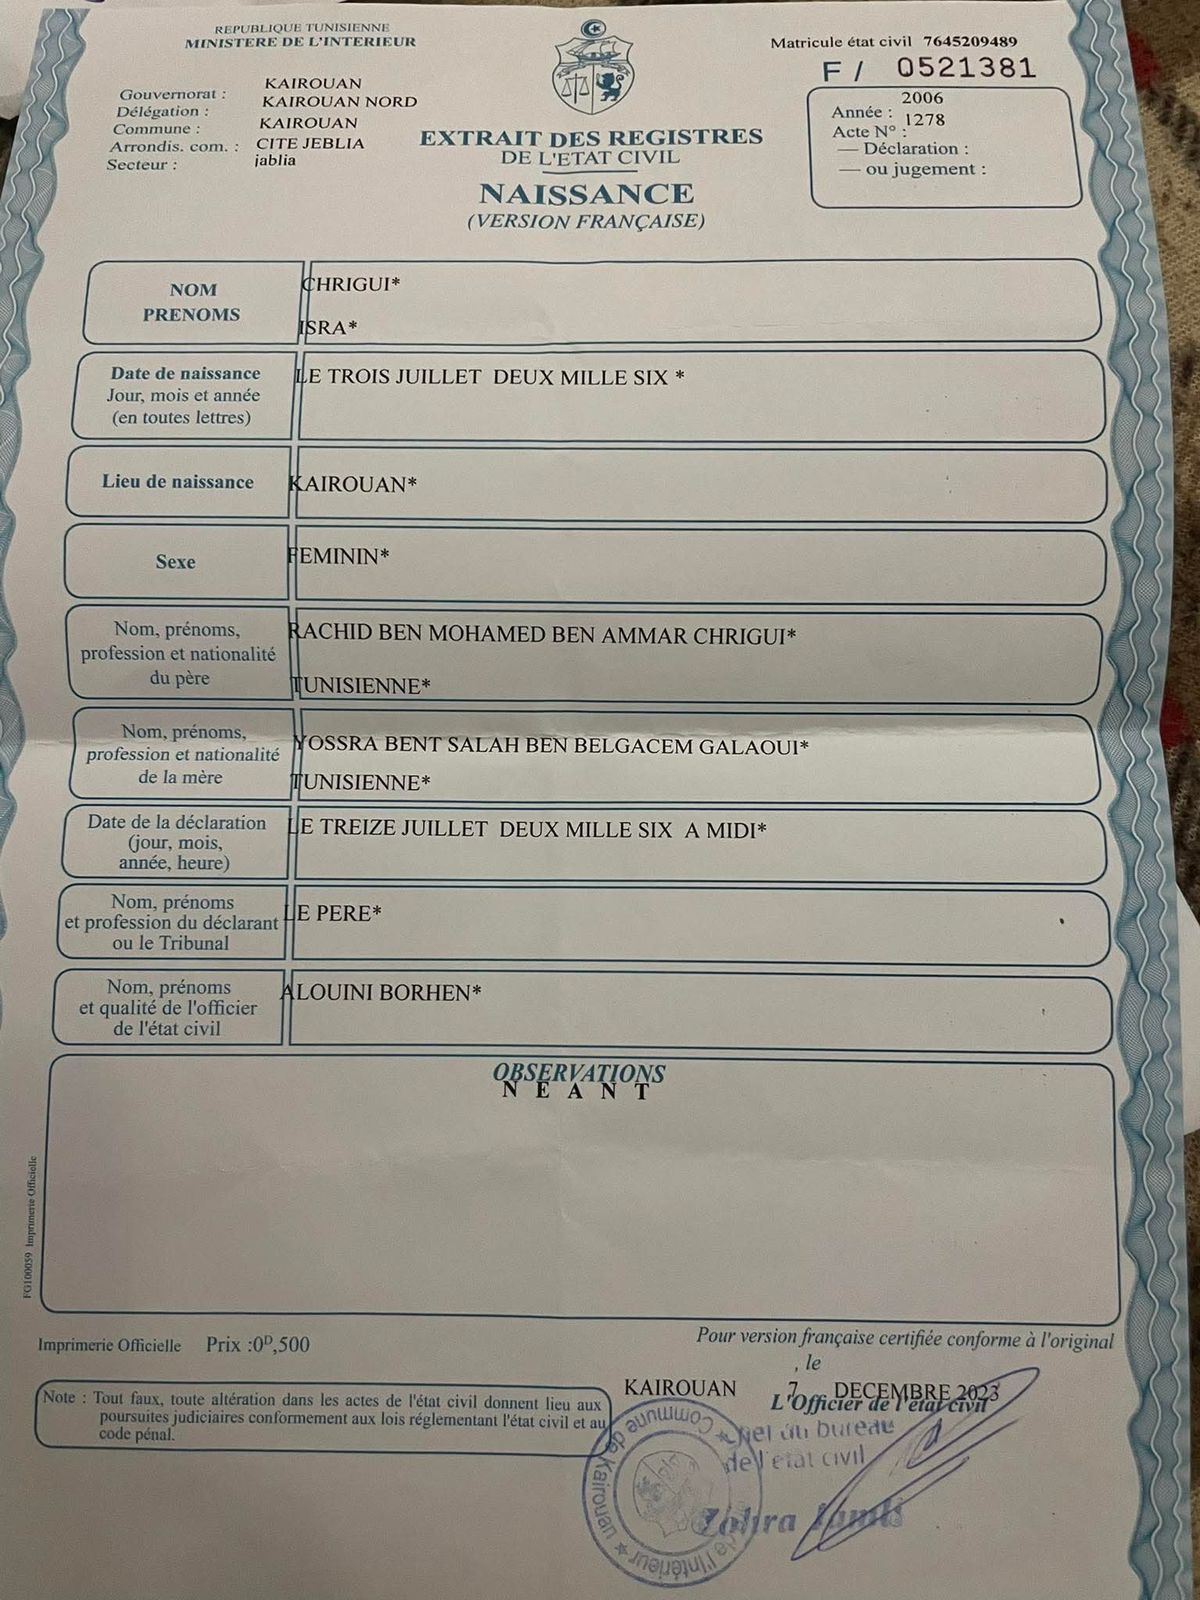 REPUBLIQUE TUNISIENNE
MINISTERE DE L'INTERIEUR
Gouvernorat : KAIROUAN
Délégation : KAIROUAN NORD
Commune : KAIROUAN
Arrondis. com. : CITE JEBLIA
Secteur : jablia
Matricule état civil 7645209489
F / 0521381
Année : 2006
Acte N° : 1278
— Déclaration :
— ou jugement :
EXTRAIT DES REGISTRES
DE L'ETAT CIVIL
NAISSANCE
(VERSION FRANÇAISE)
NOM
PRENOMS
CHRIGUI*
ISRA*
Date de naissance
Jour, mois et année
(en toutes lettres)
LE TROIS JUILLET DEUX MILLE SIX *
Lieu de naissance
KAIROUAN*
Sexe
FEMININ*
Nom, prénoms,
profession et nationalité
du père
RACHID BEN MOHAMED BEN AMMAR CHRIGUI*
TUNISIENNE*
Nom, prénoms,
profession et nationalité
de la mère
YOSSRA BENT SALAH BEN BELGACEM GALAOUI*
TUNISIENNE*
Date de la déclaration
(jour, mois,
année, heure)
LE TREIZE JUILLET DEUX MILLE SIX A MIDI*
Nom, prénoms
et profession du déclarant
ou le Tribunal
LE PERE*
Nom, prénoms
et qualité de l'officier
de l'état civil
ALOUINI BORHEN*
OBSERVATIONS
N E A N T
FG100059 Imprimerie Officielle
Imprimerie Officielle Prix :0ᴰ,500
Note : Tout faux, toute altération dans les actes de l'état civil donnent lieu aux
poursuites judiciaires conformement aux lois réglementant l'état civil et au
code pénal.
Pour version française certifiée conforme à l'original
, le
KAIROUAN 7 DECEMBRE 2023
L'Officier de l'état civil
du bureau
de l'etat civil
Zohra
Commune de Kairouan
de l'Intérieur